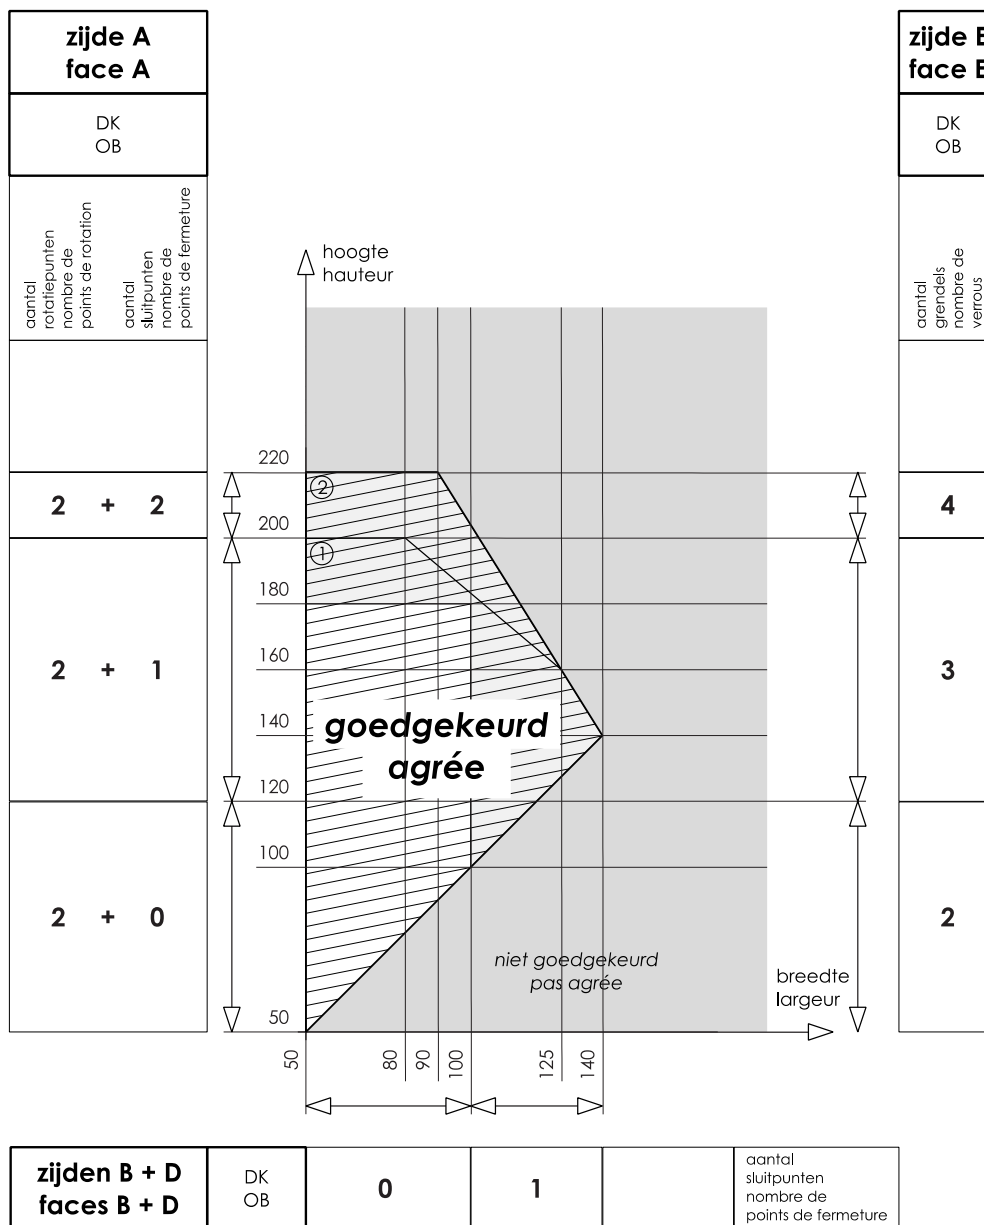 zijde A
face A
DK
OB
aantal
rotatiepunten
nombre de
points de rotation
aantal
sluitpunten
nombre de
points de fermeture
2 + 2
2 + 1
2 + 0
hoogte
hauteur
220
200
180
160
140
120
100
50
2
1
goedgekeurd
agrée
niet goedgekeurd
pas agrée
breedte
largeur
50
80
90
100
125
140
zijde
face
DK
OB
aantal
grendels
nombre de
verrous
4
3
2
zijden B + D
faces B + D
DK
OB
0
1
aantal
sluitpunten
nombre de
points de fermeture